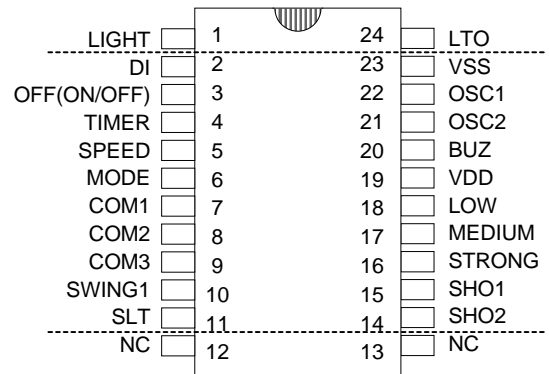 LIGHT 1 24 LTO
DI 2 23 VSS
OFF(ON/OFF) 3 22 OSC1
TIMER 4 21 OSC2
SPEED 5 20 BUZ
MODE 6 19 VDD
COM1 7 18 LOW
COM2 8 17 MEDIUM
COM3 9 16 STRONG
SWING1 10 15 SHO1
SLT 11 14 SHO2
NC 12 13 NC